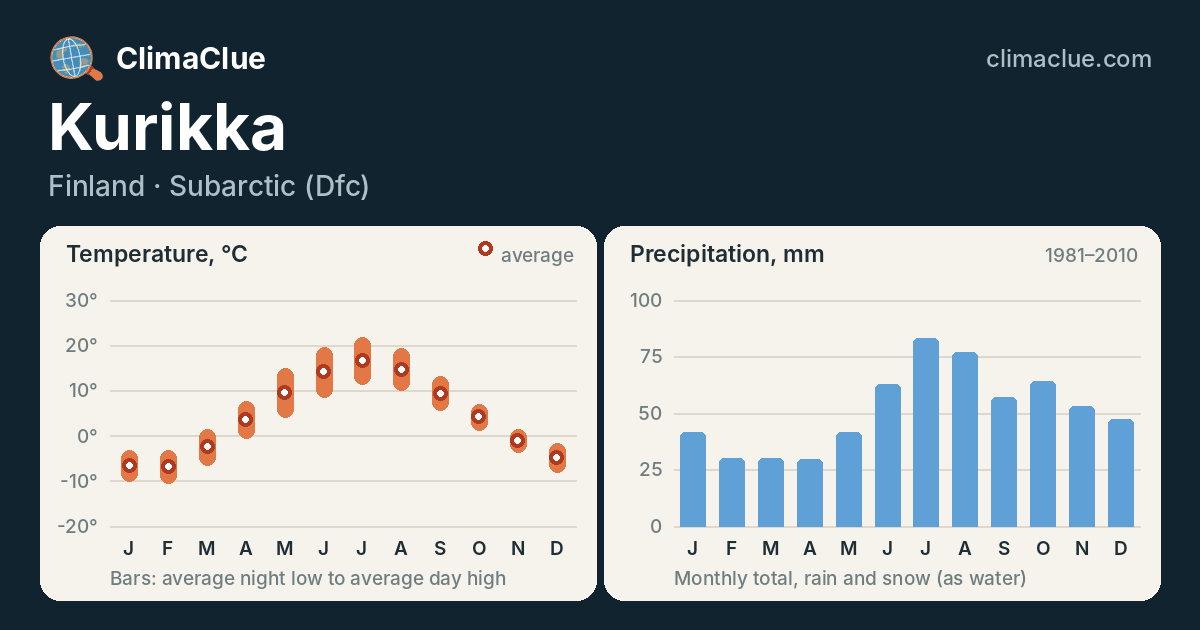 ClimaClue
climaclue.com
Kurikka
Finland · Subarctic (Dfc)
Temperature, °C
average
30°
20°
10°
0°
-10°
-20°
J F M A M J J A S O N D
Bars: average night low to average day high
Precipitation, mm
1981–2010
100
75
50
25
0
J F M A M J J A S O N D
Monthly total, rain and snow (as water)